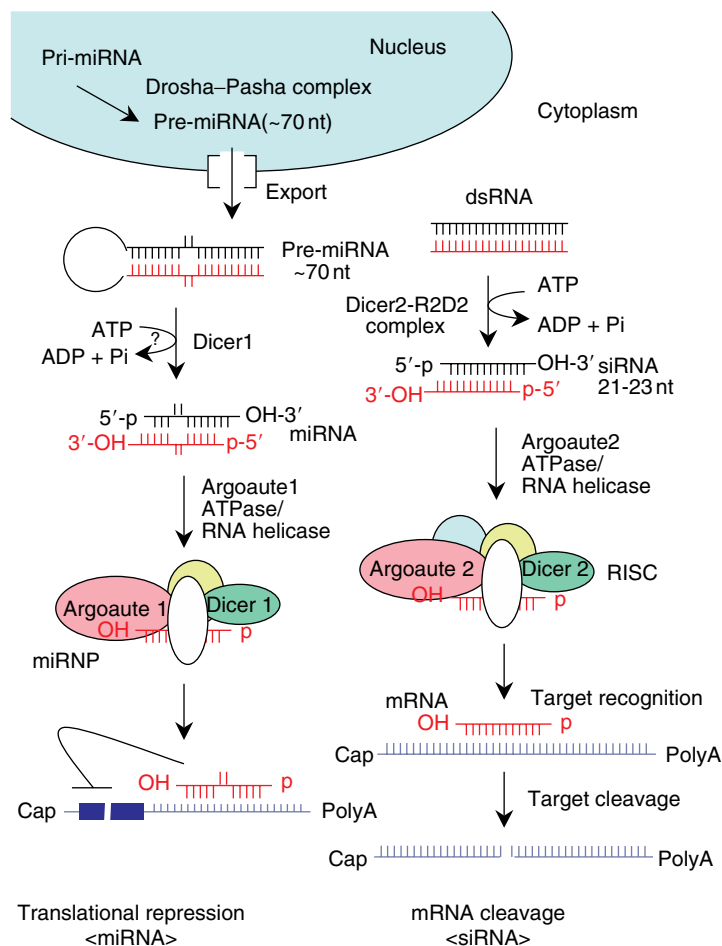 Nucleus
Pri-miRNA
Drosha–Pasha complex
Pre-miRNA(~70 nt)
Cytoplasm
Export
Pre-miRNA
~70 nt
ATP
?
ADP + Pi
Dicer1
5′-p
OH-3′
3′-OH
p-5′
miRNA
Argoaute1
ATPase/
RNA helicase
Argoaute 1
Dicer 1
OH
p
miRNP
OH
p
Cap
PolyA
Translational repression
<miRNA>
dsRNA
Dicer2-R2D2
complex
ATP
ADP + Pi
5′-p
OH-3′
siRNA
3′-OH
p-5′
21-23 nt
Argoaute2
ATPase/
RNA helicase
Argoaute 2
Dicer 2
RISC
OH
p
mRNA
Target recognition
OH
p
Cap
PolyA
Target cleavage
Cap
PolyA
mRNA cleavage
<siRNA>